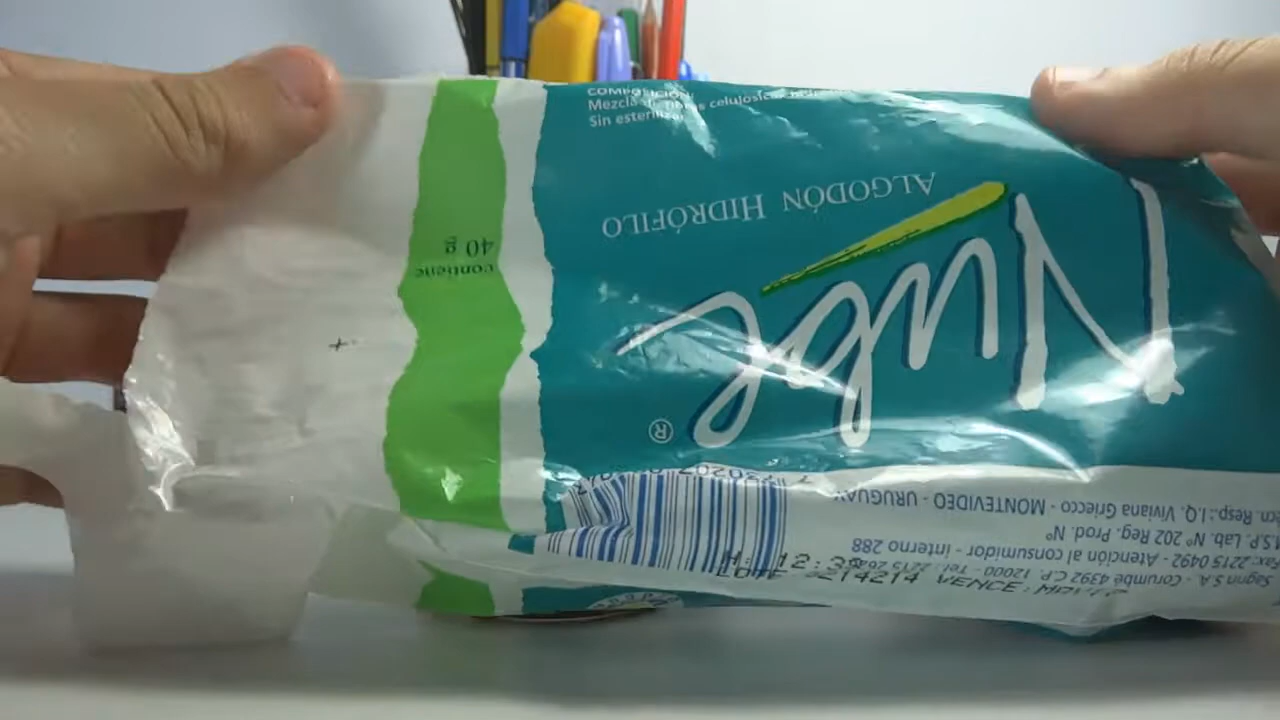 COMPOSICIÓN:
Mezcla de fibras celulósicas
Sin esterilizar
Nube
®
ALGODÓN HIDRÓFILO
contiene
40 g
Sagrin S.A. - Corumbé 4392 C.P. 12000 - Tel.: 2215 2642
Fax: 2215 0492 - Atención al consumidor - interno 288
M.S.P. Lab. N° 202 Reg. Prod. N°
Resp.: I.Q. Viviana Griecco - MONTEVIDEO - URUGUAY
H: 12:3
LOTE 214214 VENCE: